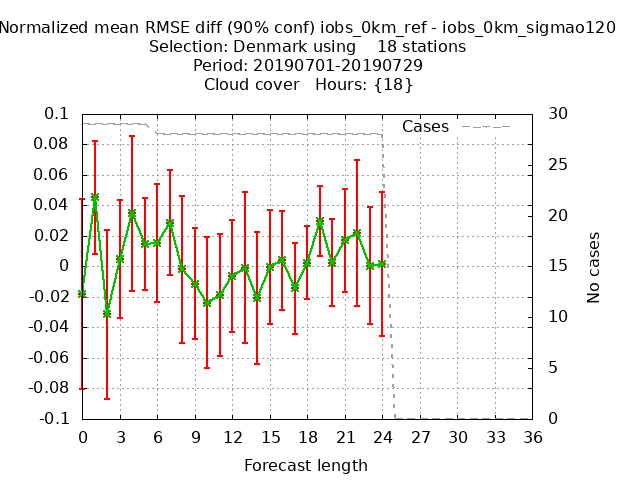 Normalized mean RMSE diff (90% conf) iobs_0km_ref - iobs_0km_sigmao120
Selection: Denmark using 18 stations
Period: 20190701-20190729
Cloud cover Hours: {18}
Cases
0.1
0.08
0.06
0.04
0.02
0
-0.02
-0.04
-0.06
-0.08
-0.1
30
25
20
15
10
5
0
No cases
0 3 6 9 12 15 18 21 24 27 30 33 36
Forecast length